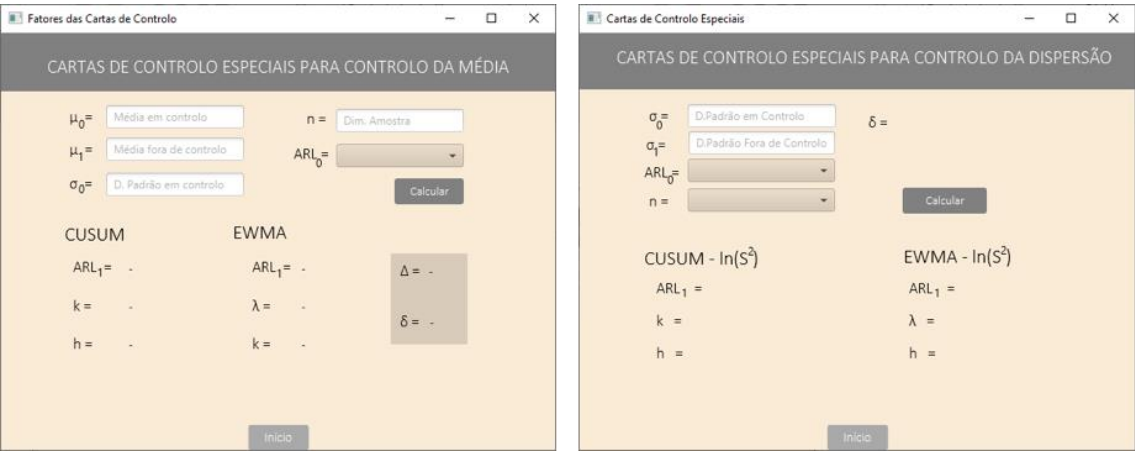 Fatores das Cartas de Controlo
CARTAS DE CONTROLO ESPECIAIS PARA CONTROLO DA MÉDIA
μ0= Média em controlo n = Dim. Amostra
μ1= Média fora de controlo ARL0=
σ0= D. Padrão em controlo
Calcular
CUSUM EWMA
ARL1= - ARL1= - Δ = -
k = - λ = -
δ = -
h = - k = -
Início
Cartas de Controlo Especiais
CARTAS DE CONTROLO ESPECIAIS PARA CONTROLO DA DISPERSÃO
σ0= D.Padrão em Controlo δ =
σ1= D.Padrão Fora de Controlo
ARL0=
n = Calcular
CUSUM - ln(S²) EWMA - ln(S²)
ARL1 = ARL1 =
k = λ =
h = h =
Início